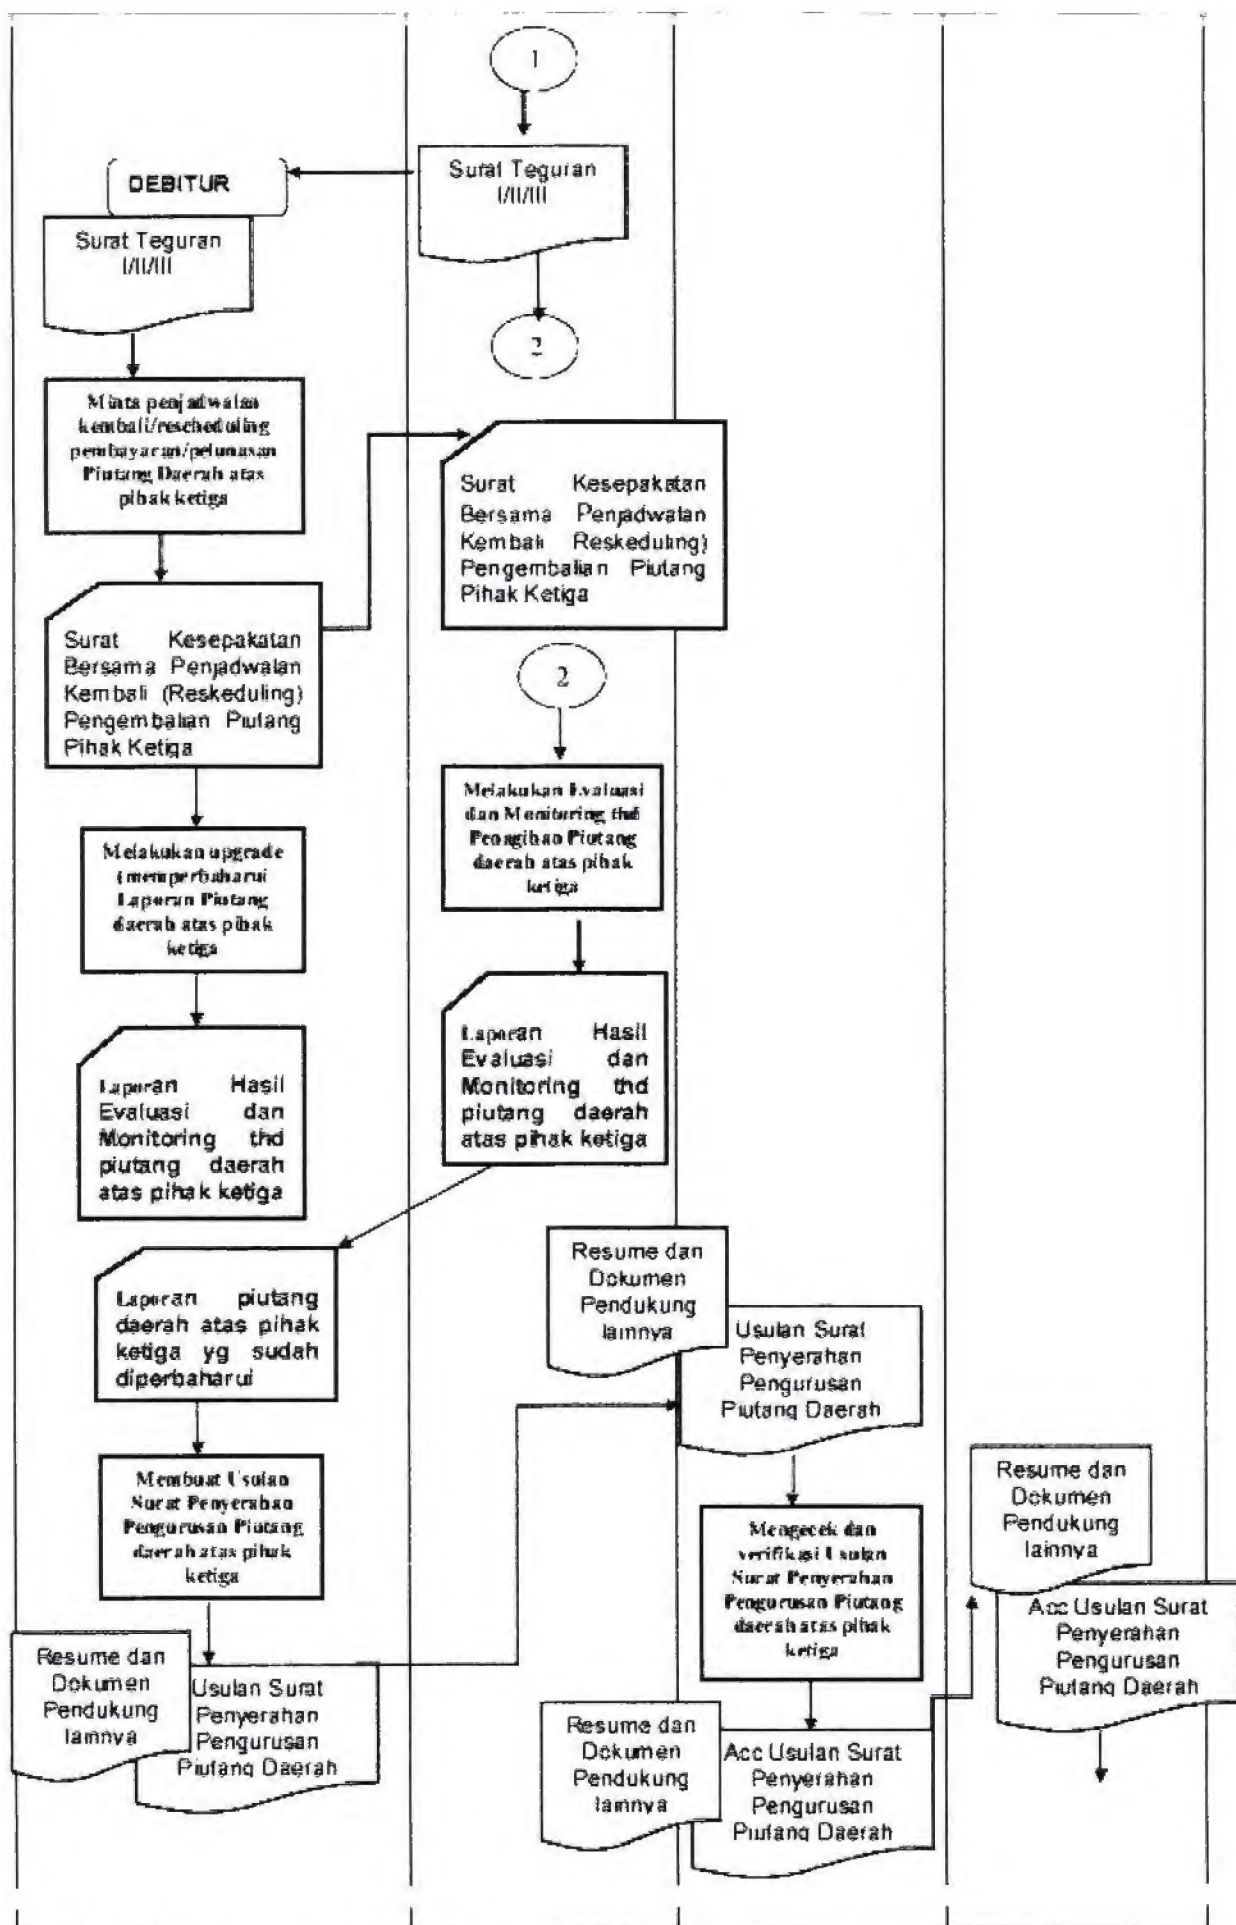 1
Surat Teguran
I/II/III
DEBITUR
Surat Teguran
I/II/III
2
Minta penjadwalan
kembali/rescheduling
pembayaran/pelunasan
Piutang Daerah atas
pihak ketiga
Surat Kesepakatan
Bersama Penjadwalan
Kembali Reskeduling)
Pengembalian Piutang
Pihak Ketiga
Surat Kesepakatan
Bersama Penjadwalan
Kembali (Reskeduling)
Pengembalian Piutang
Pihak Ketiga
2
Melakukan Evaluasi
dan Monitoring thd
Penagihan Piutang
daerah atas pihak
ketiga
Melakukan upgrade
(memperbaharui
Laporan Piutang
daerah atas pihak
ketiga
Laporan Hasil
Evaluasi dan
Monitoring thd
piutang daerah
atas pihak ketiga
Laporan Hasil
Evaluasi dan
Monitoring thd
piutang daerah
atas pihak ketiga
Laporan piutang
daerah atas pihak
ketiga yg sudah
diperbaharui
Resume dan
Dokumen
Pendukung
lainnya
Usulan Surat
Penyerahan
Pengurusan
Piutang Daerah
Membuat Usulan
Surat Penyerahan
Pengurusan Piutang
daerah atas pihak
ketiga
Mengecek dan
verifikasi Usulan
Surat Penyerahan
Pengurusan Piutang
daerah atas pihak
ketiga
Resume dan
Dokumen
Pendukung
lainnya
Acc Usulan Surat
Penyerahan
Pengurusan
Piutang Daerah
Resume dan
Dokumen
Pendukung
lainnya
Usulan Surat
Penyerahan
Pengurusan
Piutang Daerah
Resume dan
Dokumen
Pendukung
lainnya
Acc Usulan Surat
Penyerahan
Pengurusan
Piutang Daerah